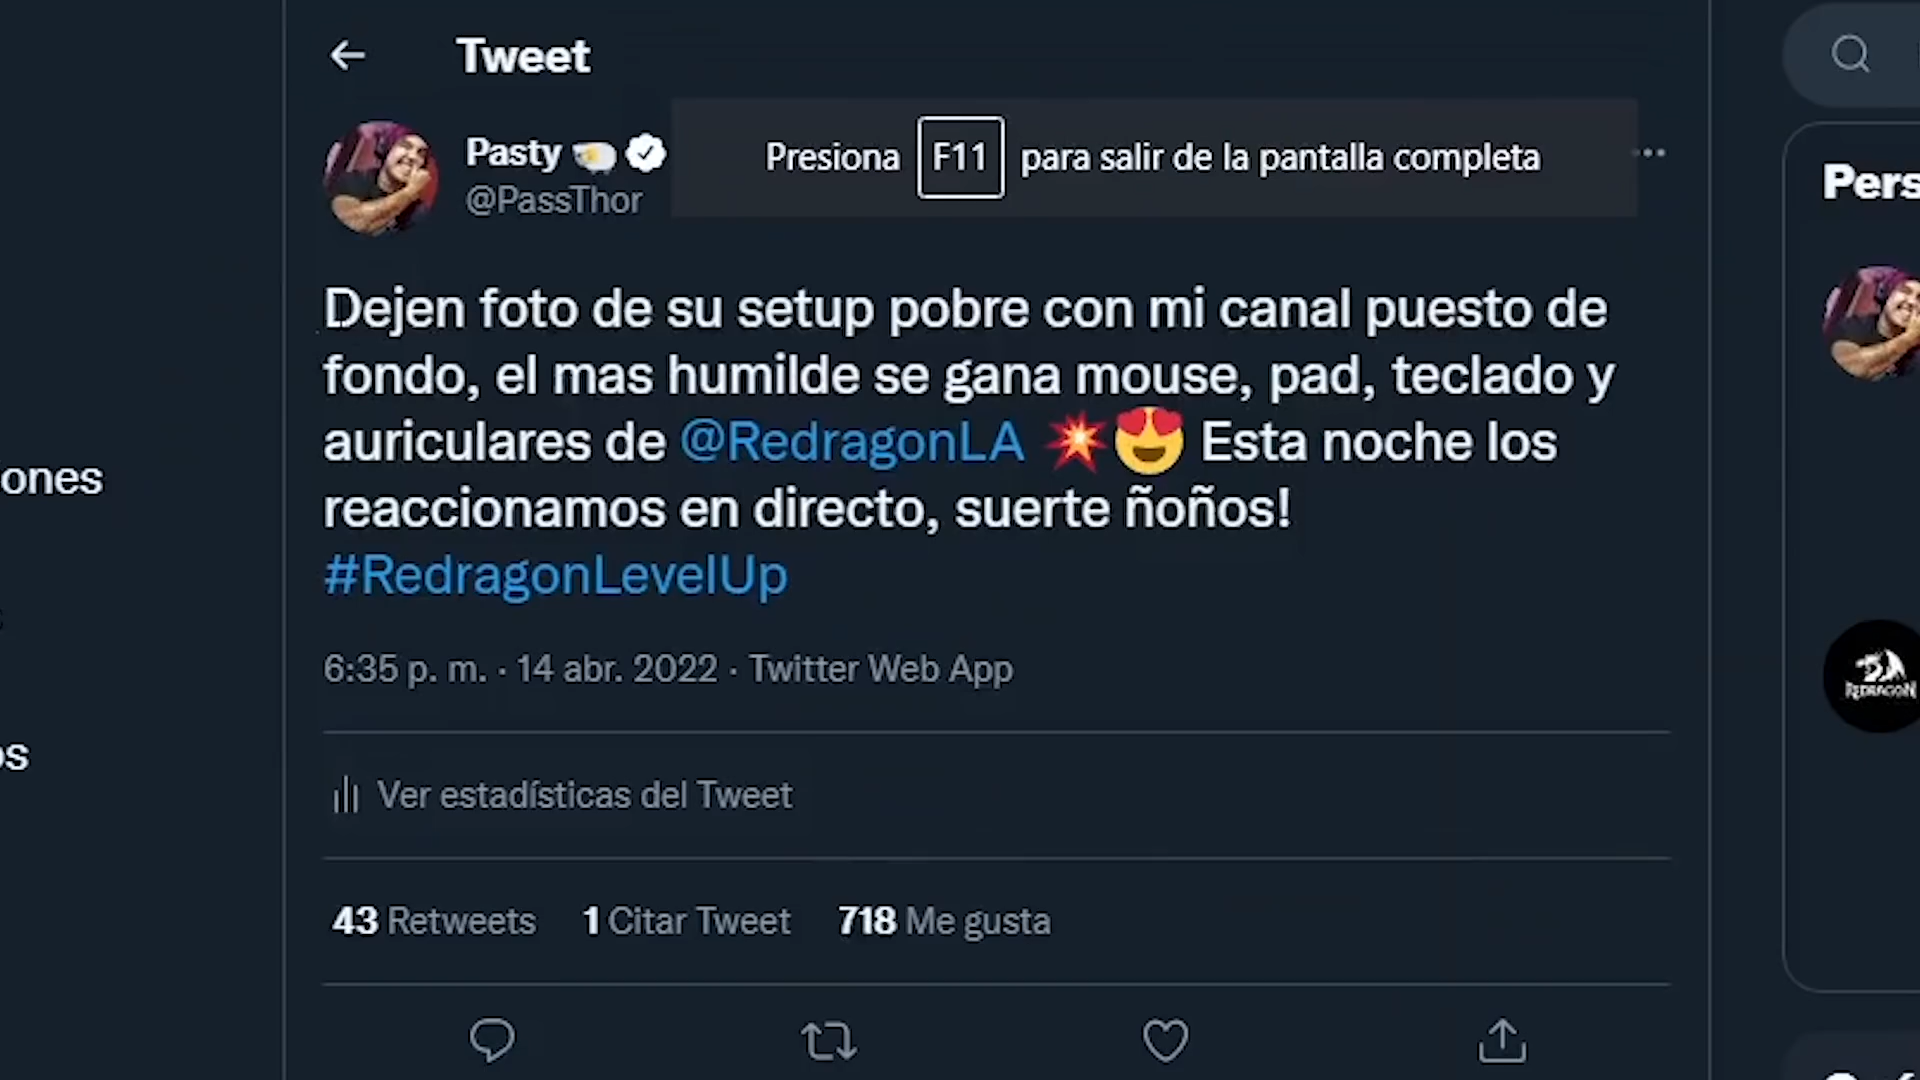 Tweet
Pasty
@PassThor
Presiona F11 para salir de la pantalla completa
Dejen foto de su setup pobre con mi canal puesto de
fondo, el mas humilde se gana mouse, pad, teclado y
auriculares de @RedragonLA 💥😍 Esta noche los
reaccionamos en directo, suerte ñoños!
#RedragonLevelUp
6:35 p. m. · 14 abr. 2022 · Twitter Web App
Ver estadísticas del Tweet
43 Retweets 1 Citar Tweet 718 Me gusta
ones
os
Pers
REDRAGON